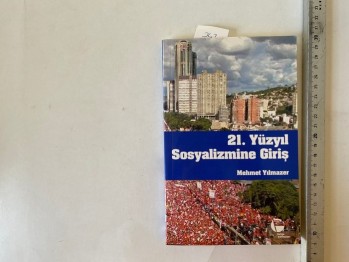 21. Yüzyıl
Sosyalizmine Giriş
Mehmet Yılmazer